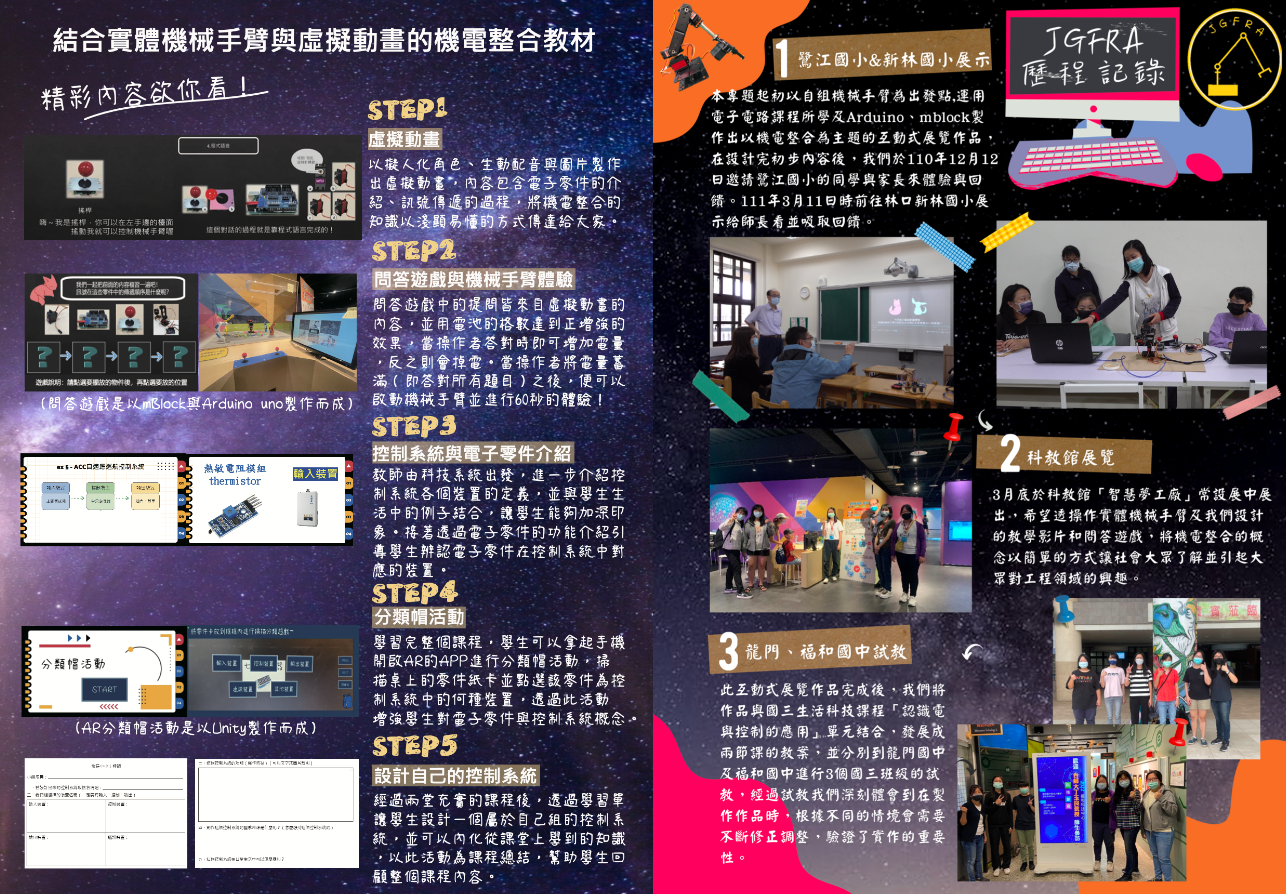 結合實體機械手臂與虛擬動畫的機電整合教材
精彩內容欲你看！
STEP1
虛擬動畫
以擬人化角色、生動配音與圖片製作
出虛擬動畫，內容包含電子零件的介
紹、訊號傳遞的過程，將機電整合的
知識以淺顯易懂的方式傳達給大家。
搖桿
嗨～我是搖桿，你可以在左手邊的檯面
搖動我就可以控制機械手臂喔
這個對話的過程就是靠程式語言完成的！
STEP2
問答遊戲與機械手臂體驗
問答遊戲中的提問皆來自虛擬動畫的
內容，並用電池的格數達到正增強的
效果，當操作者答對時即可增加電量
，反之則會掉電。當操作者將電量蓄
滿（即答對所有題目）之後，便可以
啟動機械手臂並進行60秒的體驗！
我們一起把前面的內容複習一遍吧！
遊戲說明：請點選要擺放的物件後，再點選要放的位置
(問答遊戲是以mBlock與Arduino uno製作而成)
STEP3
控制系統與電子零件介紹
教師由科技系統出發，進一步介紹控
制系統各個裝置的定義，並與學生生
活中的例子結合，讓學生能夠加深印
象。接著透過電子零件的功能介紹引
導學生辨認電子零件在控制系統中對
應的裝置。
ex 5 - ACC自適應巡航控制系統
熱敏電阻模組
thermistor
輸入裝置
STEP4
分類帽活動
學習完整個課程，學生可以拿起手機
開啟AR的APP進行分類帽活動，掃
描桌上的零件紙卡並點選該零件為控
制系統中的何種裝置，透過此活動
增強學生對電子零件與控制系統概念。
分類帽活動
START
輸入裝置
控制裝置
輸出裝置
(AR分類帽活動是以Unity製作而成)
STEP5
設計自己的控制系統
經過兩堂充實的課程後，透過學習單
讓學生設計一個屬於自己組的控制系
統，並可以內化從課堂上學到的知識
，以此活動為課程總結，幫助學生回
顧整個課程內容。
JGFRA
歷程記錄
JGFRA
1 鷺江國小&新林國小展示
本專題起初以自組機械手臂為出發點,運用
電子電路課程所學及Arduino、mblock製
作出以機電整合為主題的互動式展覽作品，
在設計完初步內容後，我們於110年12月12
日邀請鷺江國小的同學與家長來體驗與回
饋。111年3月11日時前往林口新林國小展
示給師長看並吸取回饋。
2 科教館展覽
3月底於科教館「智慧夢工廠」常設展中展
出，希望透操作實體機械手臂及我們設計
的教學影片和問答遊戲，將機電整合的概
念以簡單的方式讓社會大眾了解並引起大
眾對工程領域的興趣。
3 龍門、福和國中試教
此互動式展覽作品完成後，我們將
作品與國三生活科技課程「認識電
與控制的應用」單元結合，發展成
兩節課的教案，並分別到龍門國中
及福和國中進行3個國三班級的試
教，經過試教我們深刻體會到在製
作作品時，根據不同的情境會需要
不斷修正調整，驗證了實作的重要
性。